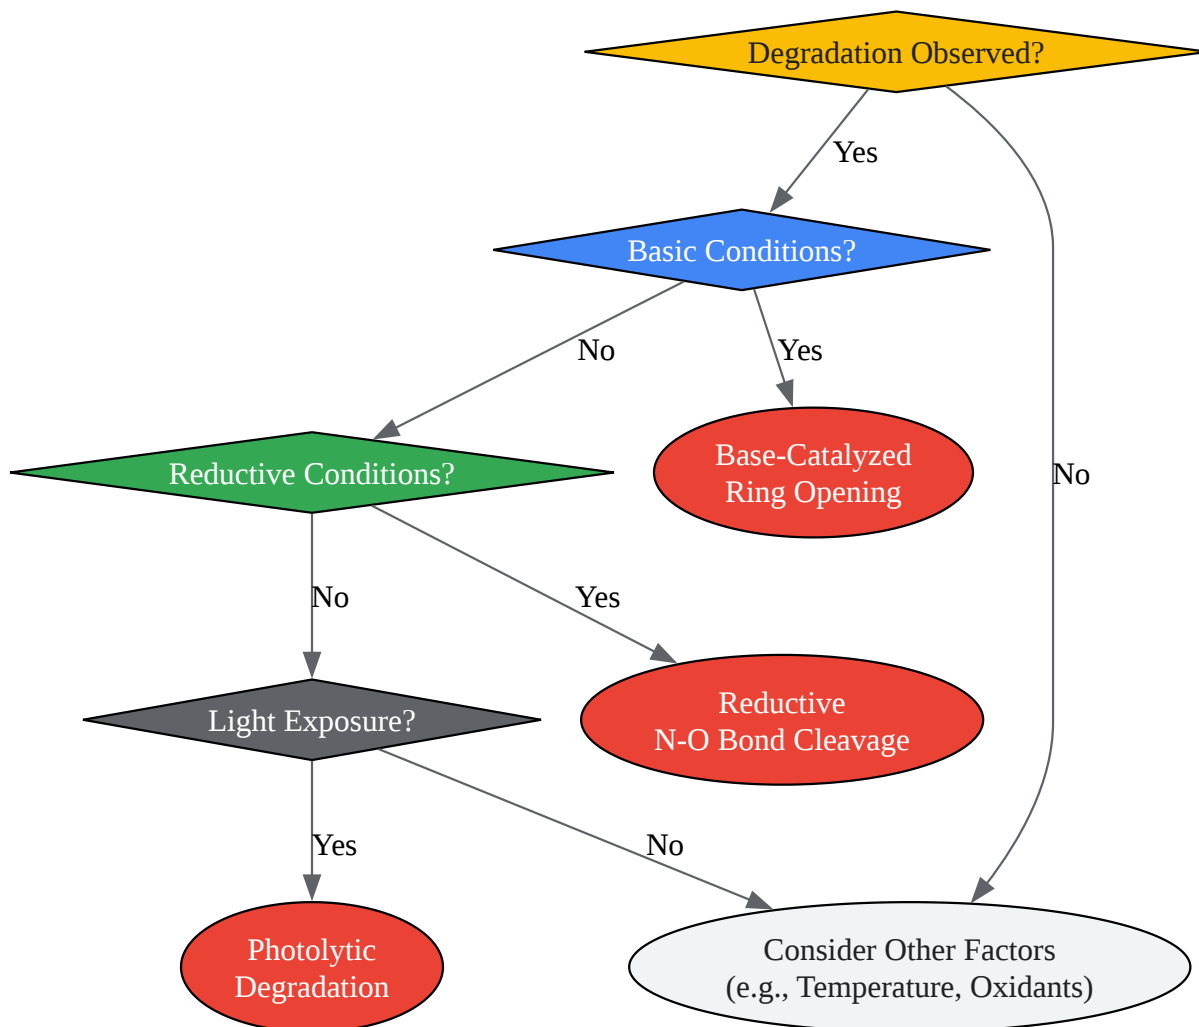 Degradation Observed?
Yes
Basic Conditions?
No
Yes
No
Reductive Conditions?
Base-Catalyzed
Ring Opening
No
Yes
Light Exposure?
Reductive
N-O Bond Cleavage
Yes
No
Photolytic
Degradation
Consider Other Factors
(e.g., Temperature, Oxidants)